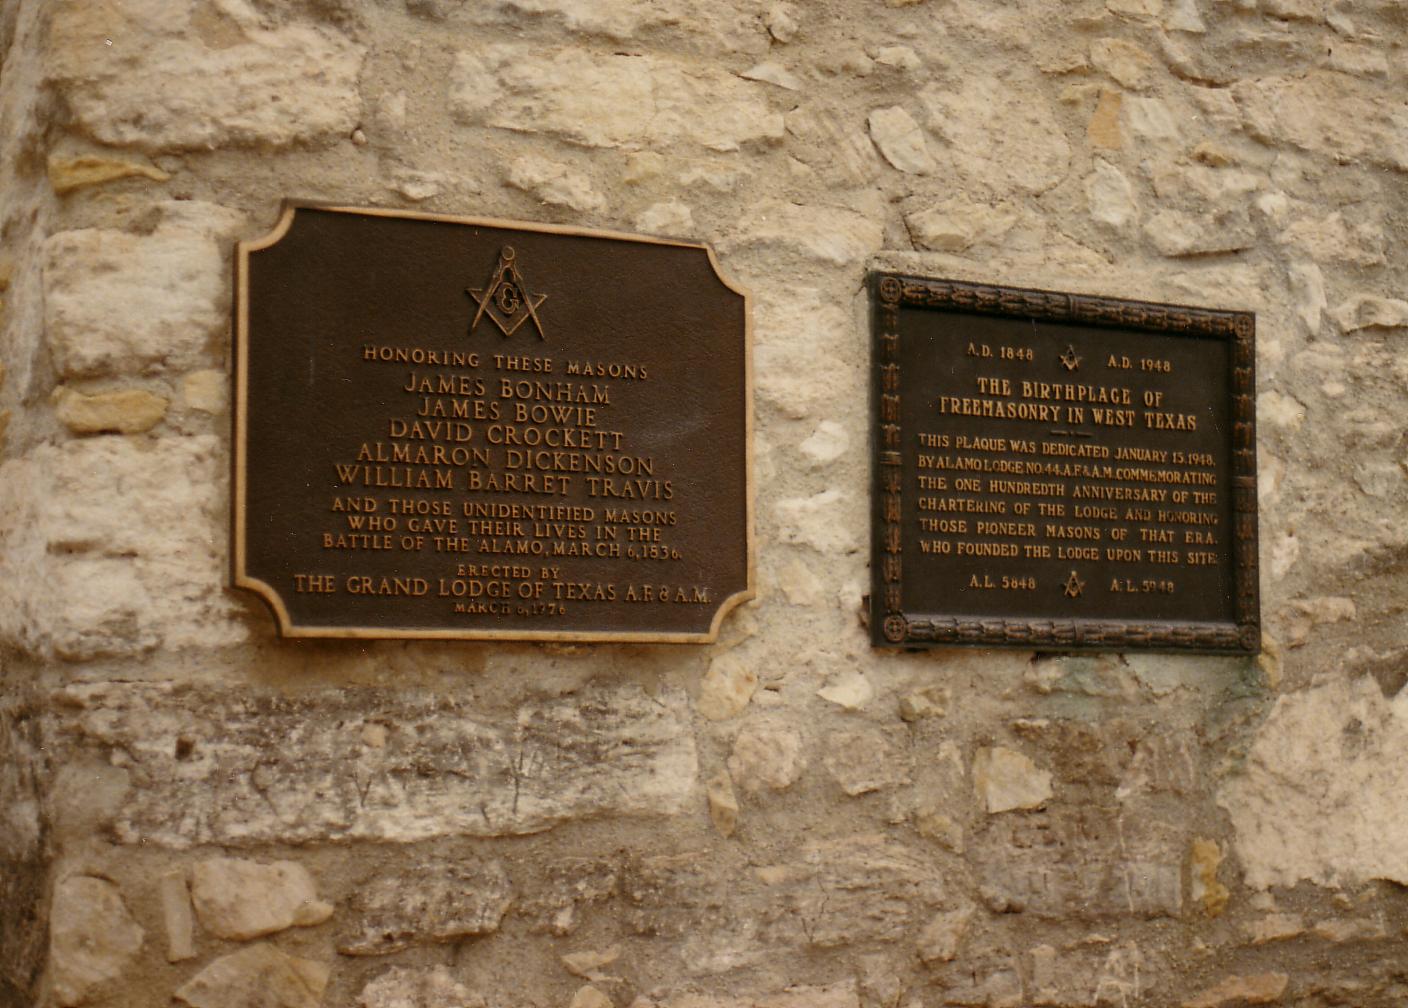 G
HONORING THESE MASONS
JAMES BONHAM
JAMES BOWIE
DAVID CROCKETT
ALMARON DICKENSON
WILLIAM BARRET TRAVIS
AND THOSE UNIDENTIFIED MASONS
WHO GAVE THEIR LIVES IN THE
BATTLE OF THE ALAMO, MARCH 6, 1836.
ERECTED BY
THE GRAND LODGE OF TEXAS A.F. & A.M.
MARCH 6, 1976
A.D. 1848 A.D. 1948
THE BIRTHPLACE OF
FREEMASONRY IN WEST TEXAS
THIS PLAQUE WAS DEDICATED JANUARY 15, 1948,
BY ALAMO LODGE NO. 44, A.F. & A.M. COMMEMORATING
THE ONE HUNDREDTH ANNIVERSARY OF THE
CHARTERING OF THE LODGE AND HONORING
THOSE PIONEER MASONS OF THAT ERA.
WHO FOUNDED THE LODGE UPON THIS SITE.
A.L. 5848 A.L. 5948